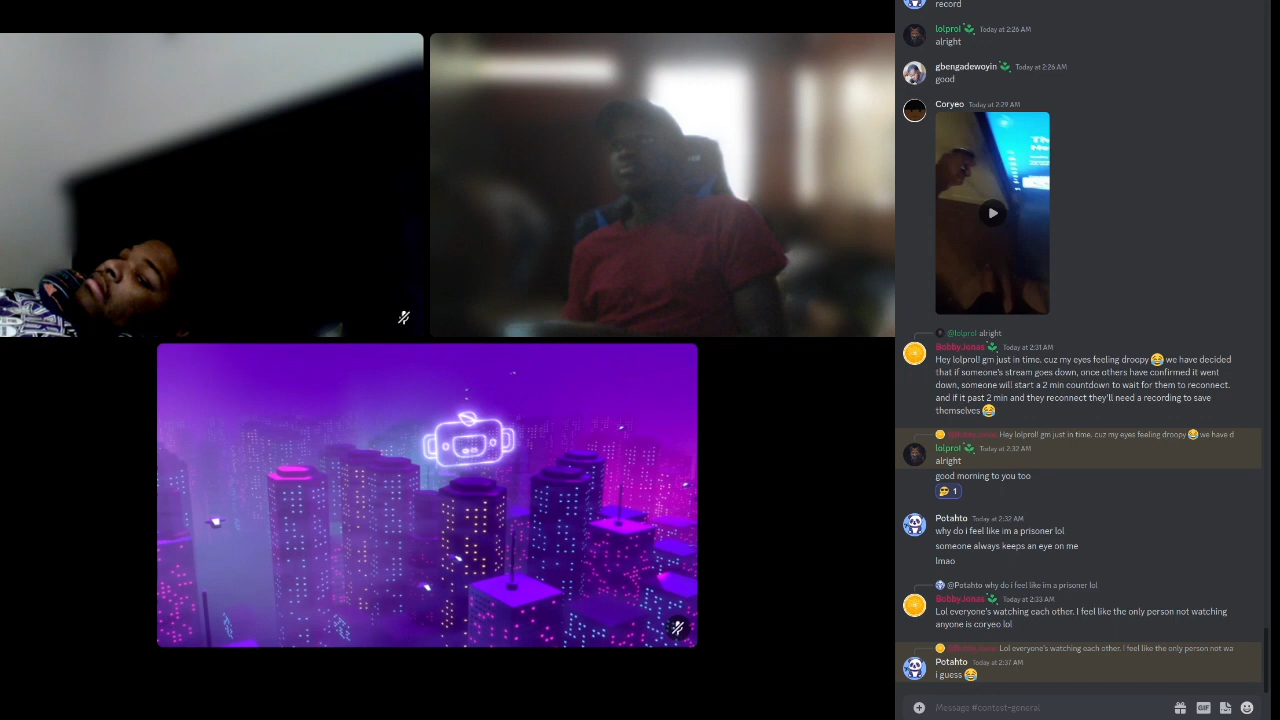 record
lolprol Today at 2:26 AM
alright
gbengadewoyin Today at 2:26 AM
good
Coryeo Today at 2:29 AM
@lolprol alright
BobbyJonas Today at 2:31 AM
Hey lolprol! gm just in time. cuz my eyes feeling droopy 😂 we have decided
that if someone's stream goes down, once others have confirmed it went
down, someone will start a 2 min countdown to wait for them to reconnect.
and if it past 2 min and they reconnect they'll need a recording to save
themselves 😂
Hey lolprol! gm just in time. cuz my eyes feeling droopy 😂 we have d
lolprol Today at 2:32 AM
alright
good morning to you too
1
Potahto Today at 2:32 AM
why do i feel like im a prisoner lol
someone always keeps an eye on me
lmao
@Potahto why do i feel like im a prisoner lol
BobbyJonas Today at 2:33 AM
Lol everyone's watching each other. I feel like the only person not watching
anyone is coryeo lol
Lol everyone's watching each other. I feel like the only person not wa
Potahto Today at 2:37 AM
i guess 😂
Message #contest-general
GIF